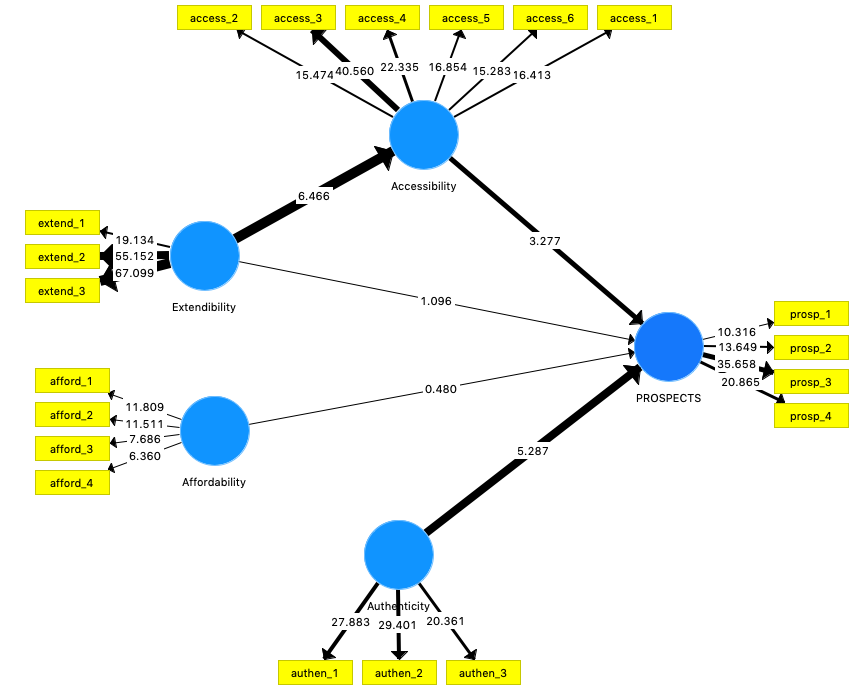 access_2
access_3
access_4
access_5
access_6
access_1
15.474
40.560
22.335
16.854
15.283
16.413
Accessibility
6.466
3.277
extend_1
extend_2
extend_3
19.134
55.152
67.099
Extendibility
1.096
prosp_1
prosp_2
prosp_3
prosp_4
10.316
13.649
35.658
20.865
PROSPECTS
afford_1
afford_2
afford_3
afford_4
11.809
11.511
7.686
6.360
Affordability
0.480
5.287
Authenticity
27.883
29.401
20.361
authen_1
authen_2
authen_3